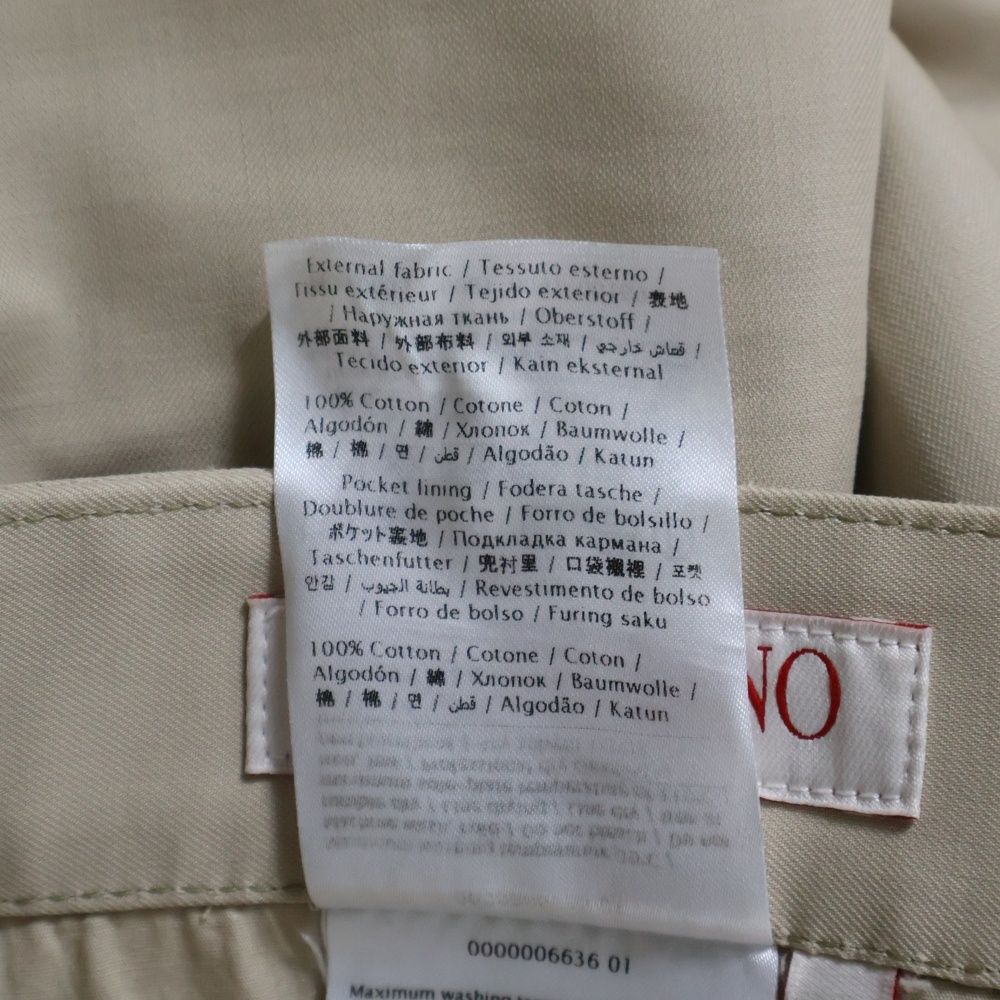 External fabric / Tessuto esterno /
Tissu extérieur / Tejido exterior / 表地
/ Наружная ткань / Oberstoff /
外部面料 / 外部布料 / 외부 소재 / قماش خارجي /
Tecido exterior / Kain eksternal
100% Cotton / Cotone / Coton /
Algodón / 綿 / Хлопок / Baumwolle /
棉 / 棉 / 면 / قطن / Algodão / Katun
Pocket lining / Fodera tasche /
Doublure de poche / Forro de bolsillo /
ポケット裏地 / Подкладка кармана /
Taschenfutter / 兜衬里 / 口袋襯裡 / 포켓
안감 / بطانة الجيوب / Revestimento de bolso
/ Forro de bolso / Furing saku
100% Cotton / Cotone / Coton /
Algodón / 綿 / Хлопок / Baumwolle /
棉 / 棉 / 면 / قطن / Algodão / Katun
NO
0000006636 01
Maximum washing